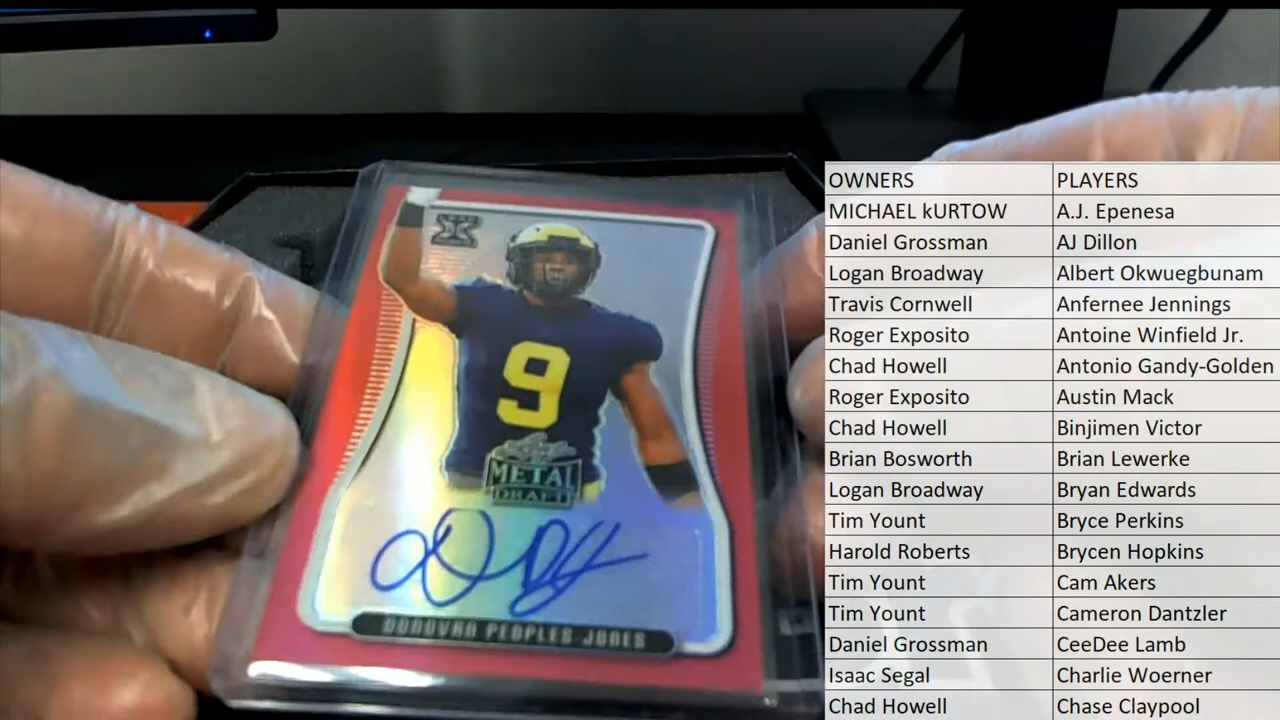 9
Leaf
METAL
DRAFT
DONOVAN PEOPLES JONES
OWNERS PLAYERS
MICHAEL kURTOW A.J. Epenesa
Daniel Grossman AJ Dillon
Logan Broadway Albert Okwuegbunam
Travis Cornwell Anfernee Jennings
Roger Exposito Antoine Winfield Jr.
Chad Howell Antonio Gandy-Golden
Roger Exposito Austin Mack
Chad Howell Binjimen Victor
Brian Bosworth Brian Lewerke
Logan Broadway Bryan Edwards
Tim Yount Bryce Perkins
Harold Roberts Brycen Hopkins
Tim Yount Cam Akers
Tim Yount Cameron Dantzler
Daniel Grossman CeeDee Lamb
Isaac Segal Charlie Woerner
Chad Howell Chase Claypool